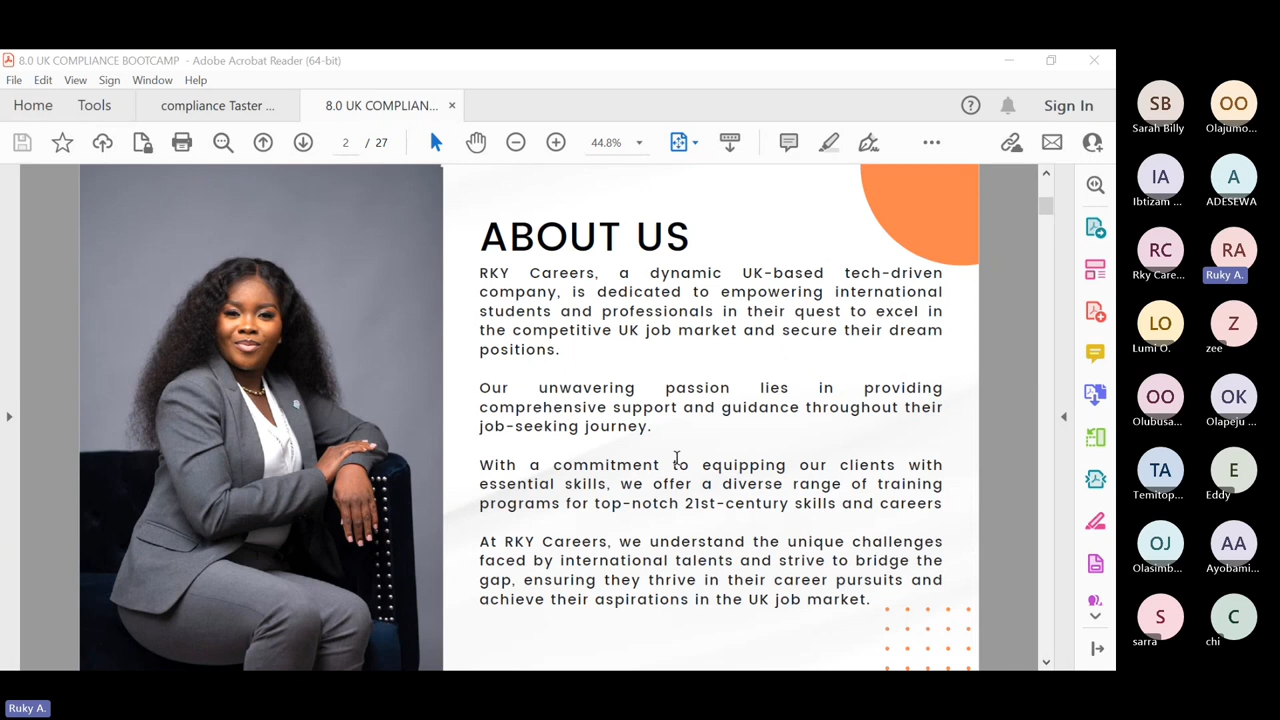 8.0 UK COMPLIANCE BOOTCAMP - Adobe Acrobat Reader (64-bit)
File Edit View Sign Window Help
Home Tools compliance Taster ... 8.0 UK COMPLIAN... × Sign In
2 / 27 44.8%
ABOUT US
RKY Careers, a dynamic UK-based tech-driven
company, is dedicated to empowering international
students and professionals in their quest to excel in
the competitive UK job market and secure their dream
positions.
Our unwavering passion lies in providing
comprehensive support and guidance throughout their
job-seeking journey.
With a commitment to equipping our clients with
essential skills, we offer a diverse range of training
programs for top-notch 21st-century skills and careers
At RKY Careers, we understand the unique challenges
faced by international talents and strive to bridge the
gap, ensuring they thrive in their career pursuits and
achieve their aspirations in the UK job market.
SB OO
Sarah Billy Olajumo...
IA A
Ibtizam ... ADESEWA
RC RA
Rky Care... Ruky A.
LO Z
Lumi O. zee
OO OK
Olubusa... Olapeju ...
TA E
Temitop... Eddy
OJ AA
Olasimb... Ayobami...
S C
sarra chi
Ruky A.